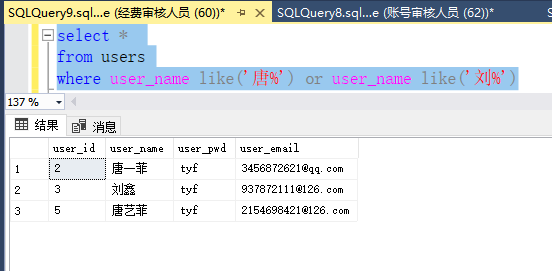 SQLQuery9.sql...e (经费审核人员 (60))* SQLQuery8.sql...e (账号审核人员 (62))*
select *
from users
where user_name like('唐%') or user_name like('刘%')
137 %
结果 消息
user_id user_name user_pwd user_email
1 2 唐一菲 tyf 3456872621@qq.com
2 3 刘鑫 tyf 937872111@126.com
3 5 唐艺菲 tyf 2154698421@126.com